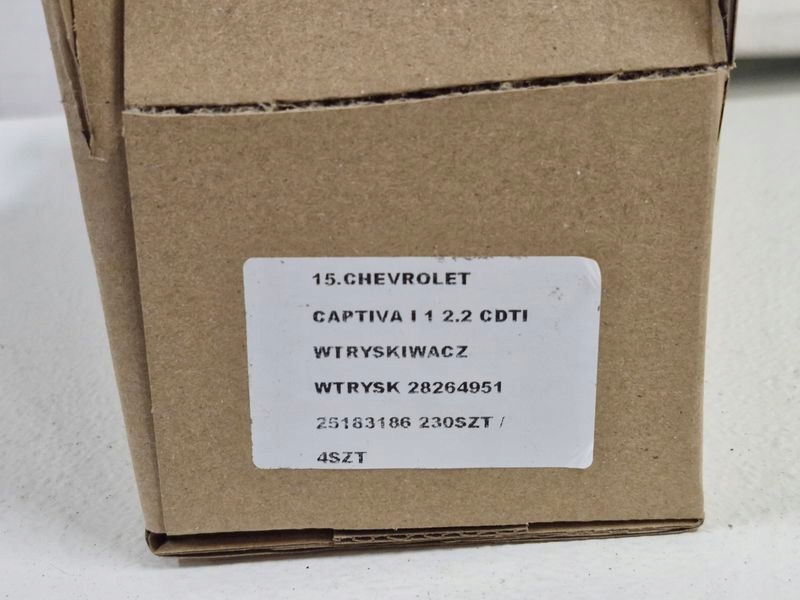 15.CHEVROLET
CAPTIVA I 1 2.2 CDTI
WTRYSKIWACZ
WTRYSK 28264951
25183186 230SZT /
4SZT